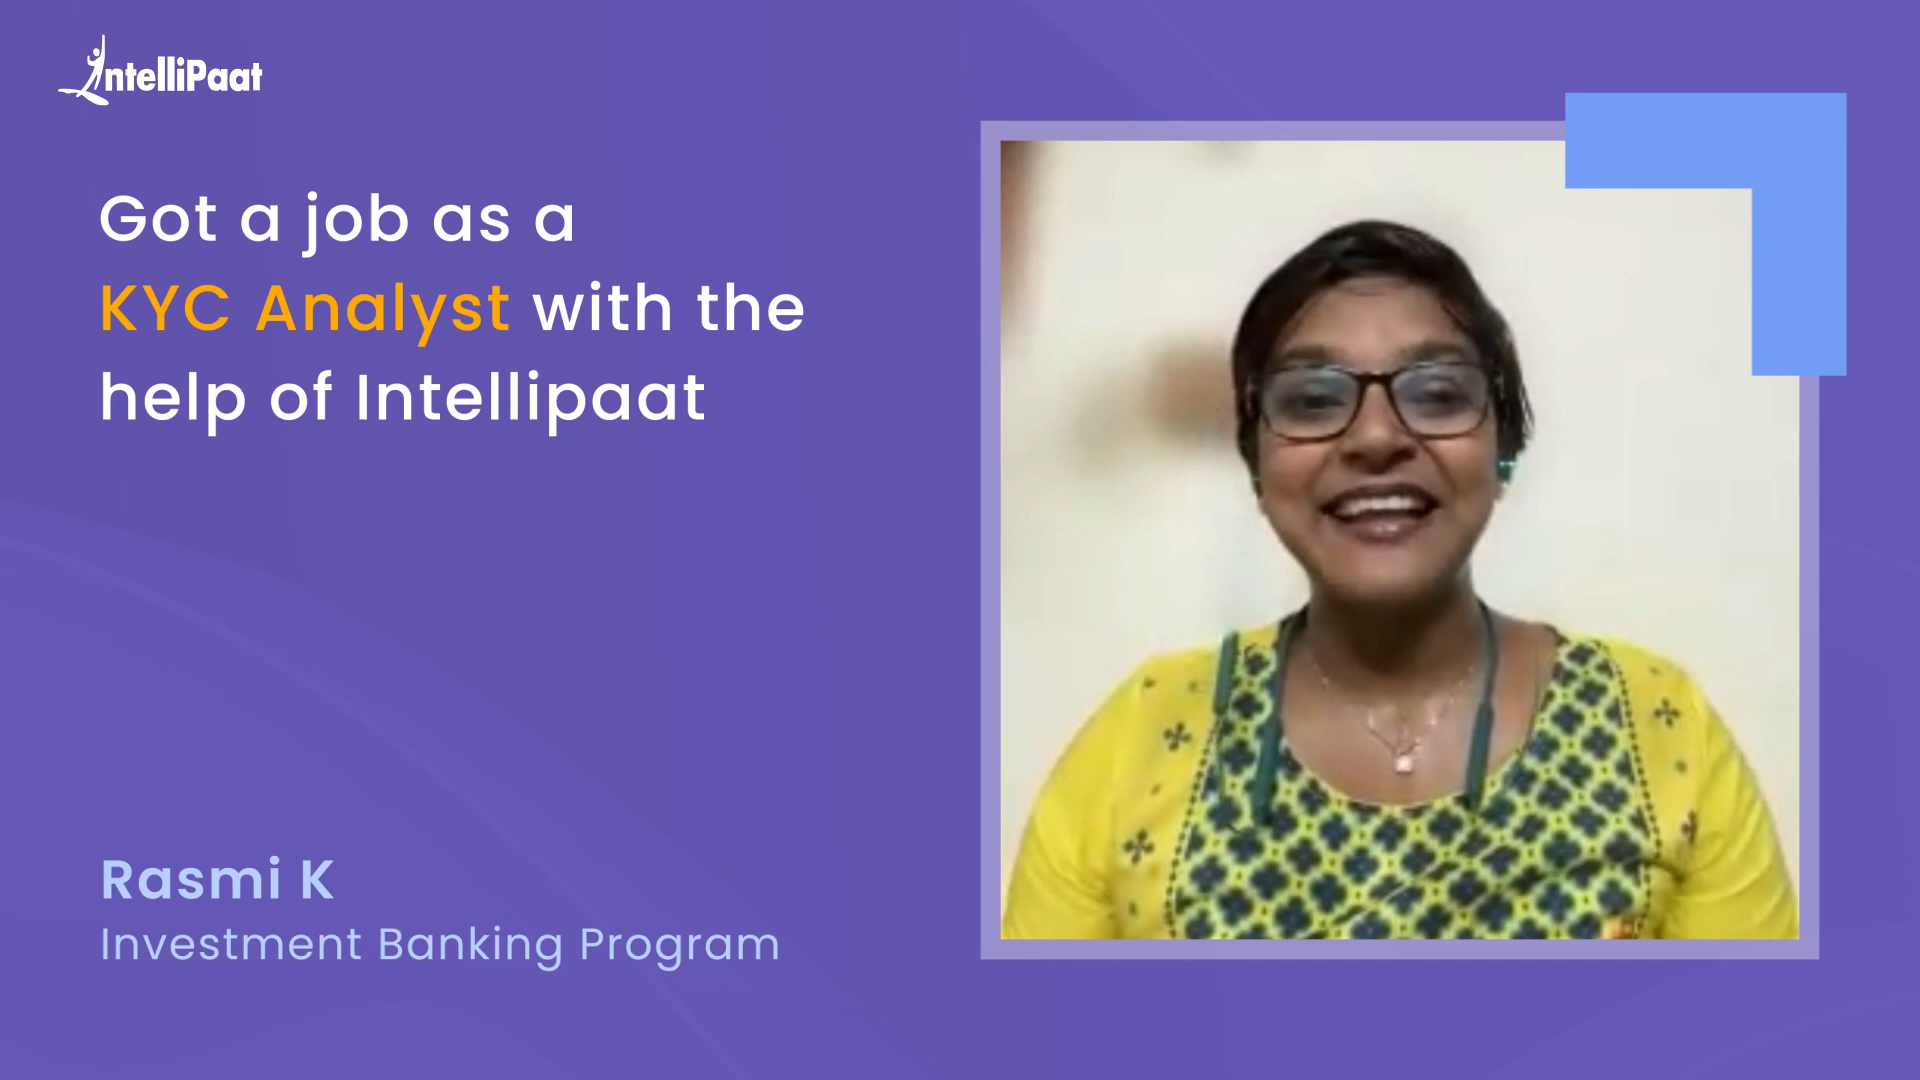 IntelliPaat
Got a job as a
KYC Analyst with the
help of Intellipaat
Rasmi K
Investment Banking Program